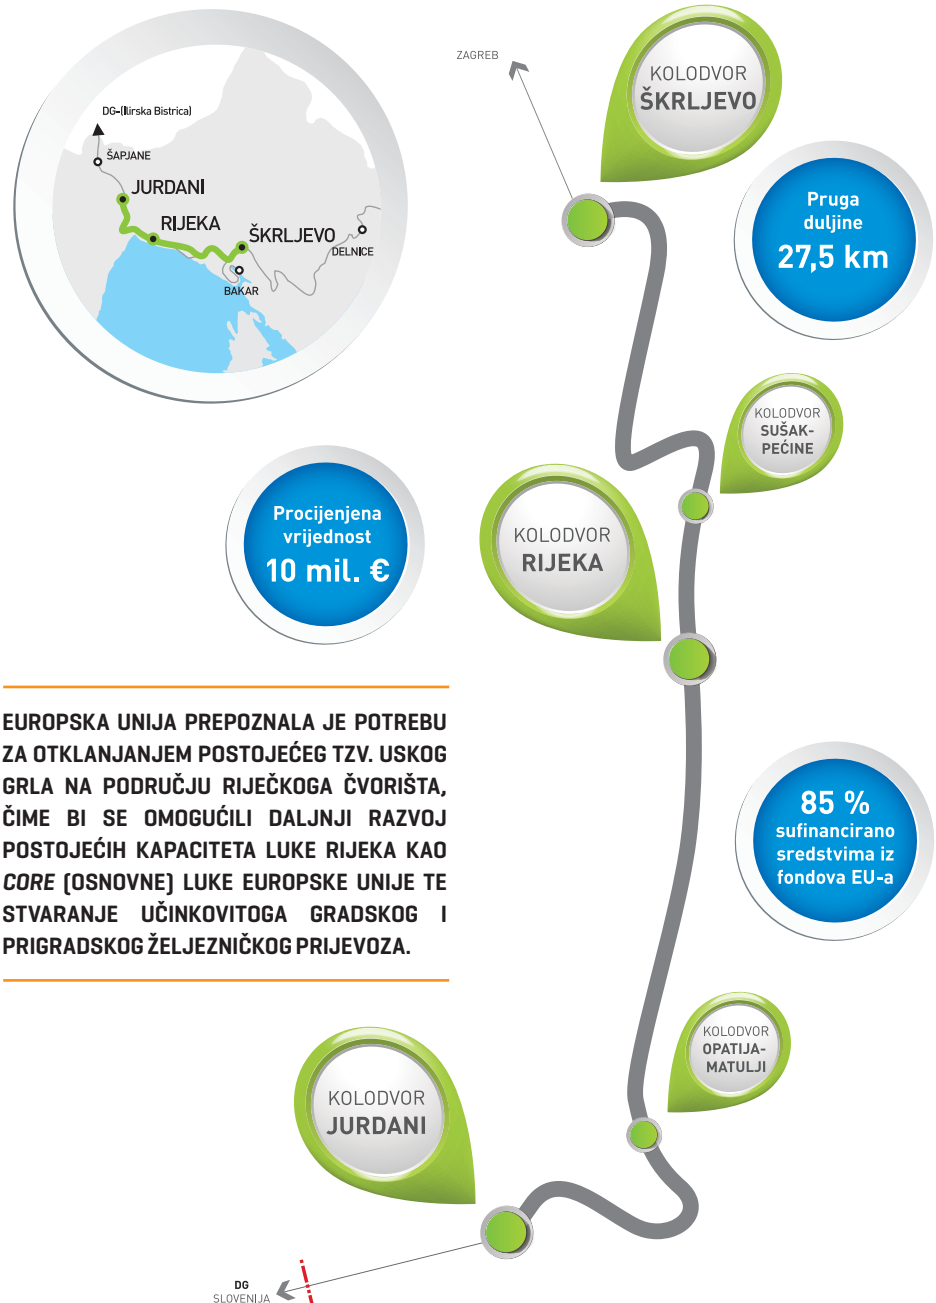 ZAGREB
KOLODVOR
ŠKRLJEVO
DG-(Ilirska Bistrica)
ŠAPJANE
JURDANI
RIJEKA
ŠKRLJEVO
DELNICE
BAKAR
Pruga
duljine
27,5 km
KOLODVOR
SUŠAK-
PEĆINE
Procijenjena
vrijednost
10 mil. €
KOLODVOR
RIJEKA
EUROPSKA UNIJA PREPOZNALA JE POTREBU
ZA OTKLANJANJEM POSTOJEĆEG TZV. USKOG
GRLA NA PODRUČJU RIJEČKOGA ČVORIŠTA,
ČIME BI SE OMOGUĆILI DALJNJI RAZVOJ
POSTOJEĆIH KAPACITETA LUKE RIJEKA KAO
CORE (OSNOVNE) LUKE EUROPSKE UNIJE TE
STVARANJE UČINKOVITOGA GRADSKOG I
PRIGRADSKOG ŽELJEZNIČKOG PRIJEVOZA.
85 %
sufinancirano
sredstvima iz
fondova EU-a
KOLODVOR
OPATIJA-
MATULJI
KOLODVOR
JURDANI
DG
SLOVENIJA